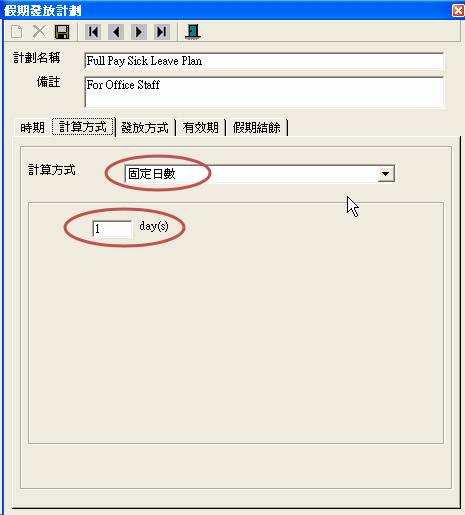 假期發放計劃
計劃名稱 Full Pay Sick Leave Plan
備註 For Office Staff
時期 計算方式 發放方式 有效期 假期結餘
計算方式 固定日數
1 day(s)